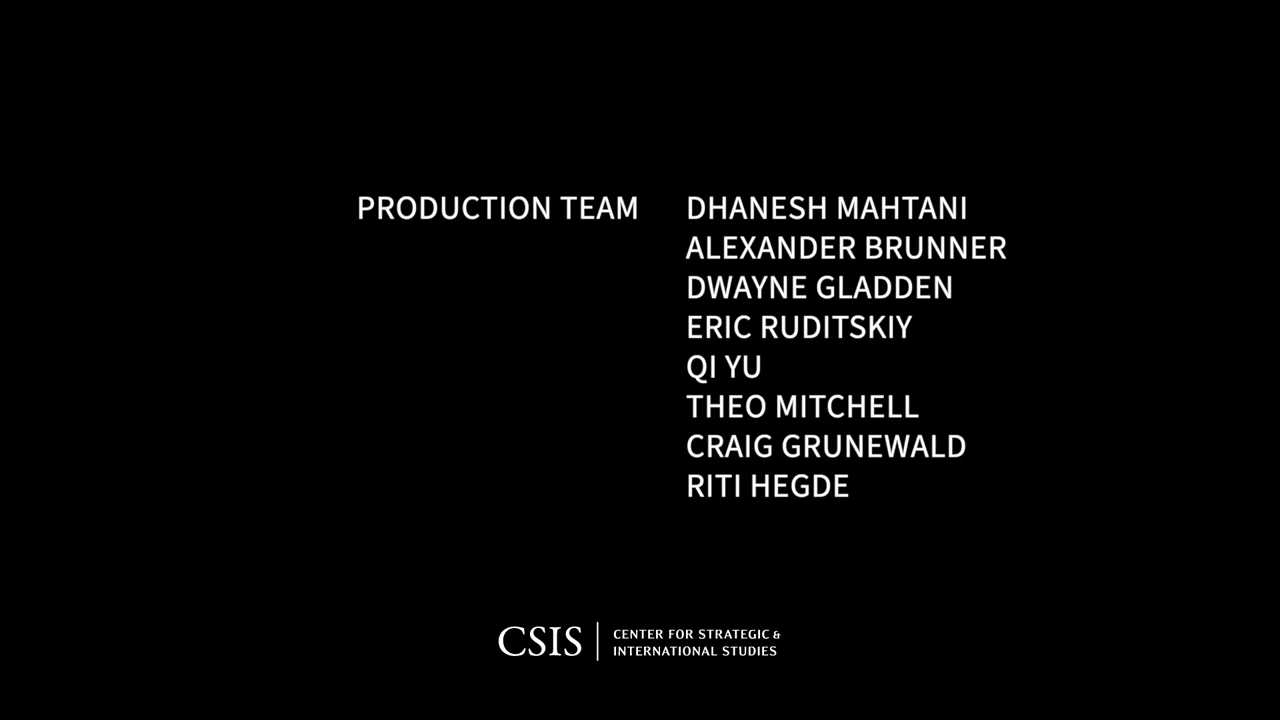 PRODUCTION TEAM DHANESH MAHTANI
ALEXANDER BRUNNER
DWAYNE GLADDEN
ERIC RUDITSKIY
QI YU
THEO MITCHELL
CRAIG GRUNEWALD
RITI HEGDE
CSIS CENTER FOR STRATEGIC &
INTERNATIONAL STUDIES